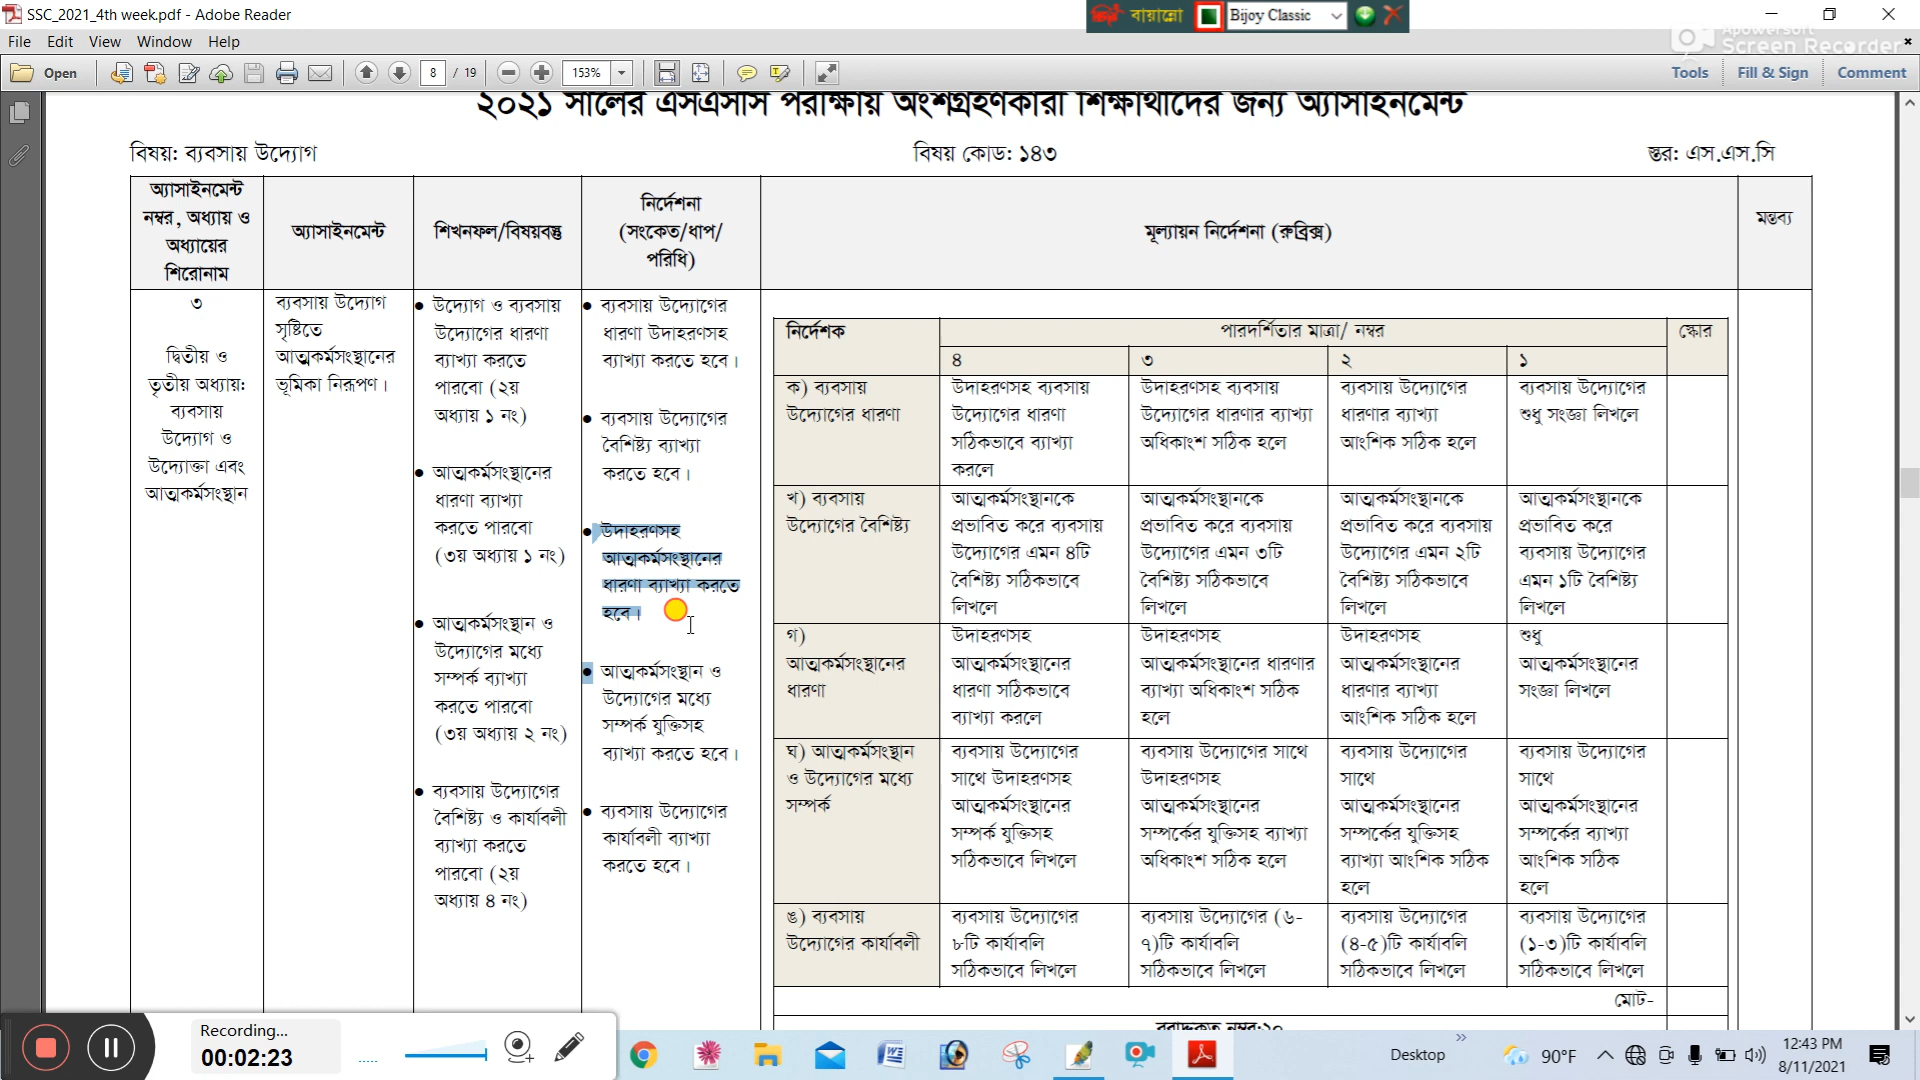 SSC_2021_4th week.pdf - Adobe Reader
বায়ান্নো
Bijoy Classic
File Edit View Window Help
Apowersoft
Screen Recorder
Open
8 / 19
153%
Tools Fill & Sign Comment
২০২১ সালের এসএসসি পরীক্ষায় অংশগ্রহণকারী শিক্ষার্থীদের জন্য অ্যাসাইনমেন্ট
বিষয়: ব্যবসায় উদ্যোগ বিষয় কোড: ১৪৩ স্তর: এস.এস.সি
অ্যাসাইনমেন্ট
নম্বর, অধ্যায় ও
অধ্যায়ের
শিরোনাম
অ্যাসাইনমেন্ট
শিখনফল/বিষয়বস্তু
নির্দেশনা
(সংকেত/ধাপ/
পরিধি)
মূল্যায়ন নির্দেশনা (রুব্রিক্স)
মন্তব্য
৩
দ্বিতীয় ও
তৃতীয় অধ্যায়:
ব্যবসায়
উদ্যোগ ও
উদ্যোক্তা এবং
আত্মকর্মসংস্থান
ব্যবসায় উদ্যোগ
সৃষ্টিতে
আত্মকর্মসংস্থানের
ভূমিকা নিরূপণ।
● উদ্যোগ ও ব্যবসায়
উদ্যোগের ধারণা
ব্যাখ্যা করতে
পারবো (২য়
অধ্যায় ১ নং)
● আত্মকর্মসংস্থানের
ধারণা ব্যাখ্যা
করতে পারবো
(৩য় অধ্যায় ১ নং)
● আত্মকর্মসংস্থান ও
উদ্যোগের মধ্যে
সম্পর্ক ব্যাখ্যা
করতে পারবো
(৩য় অধ্যায় ২ নং)
● ব্যবসায় উদ্যোগের
বৈশিষ্ট্য ও কার্যাবলী
ব্যাখ্যা করতে
পারবো (২য়
অধ্যায় ৪ নং)
● ব্যবসায় উদ্যোগের
ধারণা উদাহরণসহ
ব্যাখ্যা করতে হবে।
● ব্যবসায় উদ্যোগের
বৈশিষ্ট্য ব্যাখ্যা
করতে হবে।
● উদাহরণসহ
আত্মকর্মসংস্থানের
ধারণা ব্যাখ্যা করতে
হবে।
● আত্মকর্মসংস্থান ও
উদ্যোগের মধ্যে
সম্পর্ক যুক্তিসহ
ব্যাখ্যা করতে হবে।
● ব্যবসায় উদ্যোগের
কার্যাবলী ব্যাখ্যা
করতে হবে।
নির্দেশক
পারদর্শিতার মাত্রা/ নম্বর
স্কোর
৪ ৩ ২ ১
ক) ব্যবসায়
উদ্যোগের ধারণা
উদাহরণসহ ব্যবসায়
উদ্যোগের ধারণা
সঠিকভাবে ব্যাখ্যা
করলে
উদাহরণসহ ব্যবসায়
উদ্যোগের ধারণার ব্যাখ্যা
অধিকাংশ সঠিক হলে
ব্যবসায় উদ্যোগের
ধারণার ব্যাখ্যা
আংশিক সঠিক হলে
ব্যবসায় উদ্যোগের
শুধু সংজ্ঞা লিখলে
খ) ব্যবসায়
উদ্যোগের বৈশিষ্ট্য
আত্মকর্মসংস্থানকে
প্রভাবিত করে ব্যবসায়
উদ্যোগের এমন ৪টি
বৈশিষ্ট্য সঠিকভাবে
লিখলে
আত্মকর্মসংস্থানকে
প্রভাবিত করে ব্যবসায়
উদ্যোগের এমন ৩টি
বৈশিষ্ট্য সঠিকভাবে
লিখলে
আত্মকর্মসংস্থানকে
প্রভাবিত করে ব্যবসায়
উদ্যোগের এমন ২টি
বৈশিষ্ট্য সঠিকভাবে
লিখলে
আত্মকর্মসংস্থানকে
প্রভাবিত করে
ব্যবসায় উদ্যোগের
এমন ১টি বৈশিষ্ট্য
লিখলে
গ)
আত্মকর্মসংস্থানের
ধারণা
উদাহরণসহ
আত্মকর্মসংস্থানের
ধারণা সঠিকভাবে
ব্যাখ্যা করলে
উদাহরণসহ
আত্মকর্মসংস্থানের ধারণার
ব্যাখ্যা অধিকাংশ সঠিক
হলে
উদাহরণসহ
আত্মকর্মসংস্থানের
ধারণার ব্যাখ্যা
আংশিক সঠিক হলে
শুধু
আত্মকর্মসংস্থানের
সংজ্ঞা লিখলে
ঘ) আত্মকর্মসংস্থান
ও উদ্যোগের মধ্যে
সম্পর্ক
ব্যবসায় উদ্যোগের
সাথে উদাহরণসহ
আত্মকর্মসংস্থানের
সম্পর্ক যুক্তিসহ
সঠিকভাবে লিখলে
ব্যবসায় উদ্যোগের সাথে
উদাহরণসহ
আত্মকর্মসংস্থানের
সম্পর্কের যুক্তিসহ ব্যাখ্যা
অধিকাংশ সঠিক হলে
ব্যবসায় উদ্যোগের
সাথে
আত্মকর্মসংস্থানের
সম্পর্কের যুক্তিসহ
ব্যাখ্যা আংশিক সঠিক
হলে
ব্যবসায় উদ্যোগের
সাথে
আত্মকর্মসংস্থানের
সম্পর্কের ব্যাখ্যা
আংশিক সঠিক
হলে
ঙ) ব্যবসায়
উদ্যোগের কার্যাবলী
ব্যবসায় উদ্যোগের
৮টি কার্যাবলি
সঠিকভাবে লিখলে
ব্যবসায় উদ্যোগের (৬-
৭)টি কার্যাবলি
সঠিকভাবে লিখলে
ব্যবসায় উদ্যোগের
(৪-৫)টি কার্যাবলি
সঠিকভাবে লিখলে
ব্যবসায় উদ্যোগের
(১-৩)টি কার্যাবলি
সঠিকভাবে লিখলে
মোট-
বরাদ্দকৃত নম্বর:২০
Recording...
00:02:23
Desktop
90°F
12:43 PM
8/11/2021